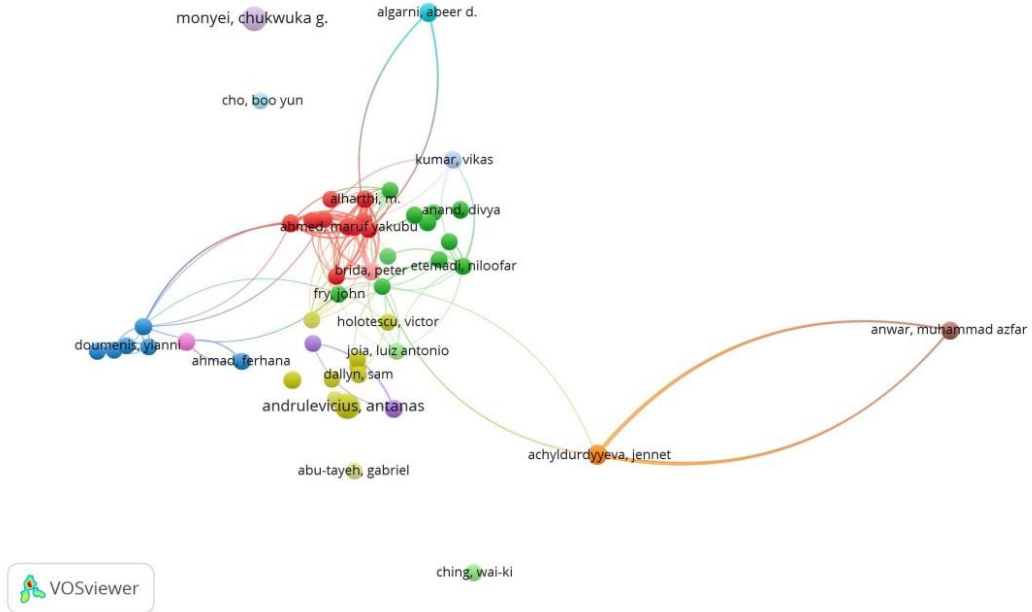 monyei, chukwuka g.
algarni, abeer d.
cho, boo yun
kumar, vikas
alharthi, m.
anand, divya
ahmed, maruf yakubu
brida, peter
etemadi, niloofar
fry, john
holotescu, victor
anwar, muhammad azfar
doumenis, yianni
ahmad, ferhana
joia, luiz antonio
dallyn, sam
andrulevicius, antanas
achyldurdyyeva, jennet
abu-tayeh, gabriel
ching, wai-ki
VOSviewer